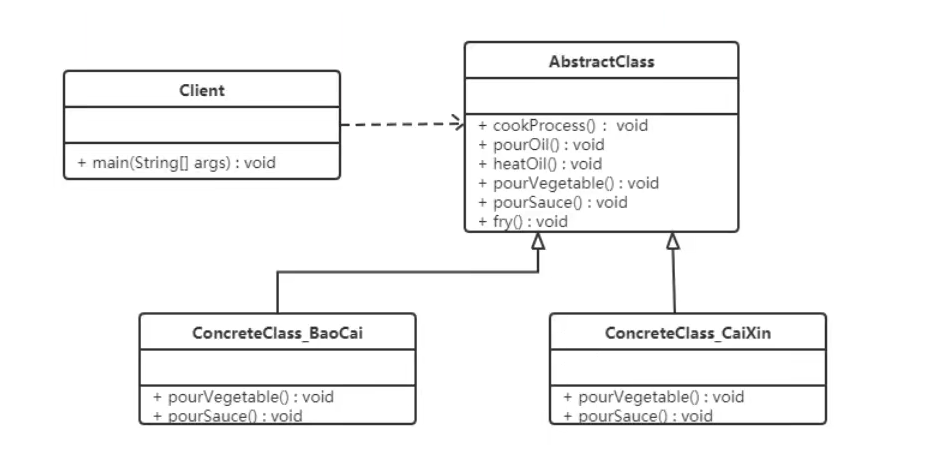 AbstractClass
Client
+ cookProcess() : void
+ pourOil() : void
+ heatOil() : void
+ pourVegetable() : void
+ pourSauce() : void
+ fry() : void
+ main(String[] args) : void
ConcreteClass_BaoCai
+ pourVegetable() : void
+ pourSauce() : void
ConcreteClass_CaiXin
+ pourVegetable() : void
+ pourSauce() : void